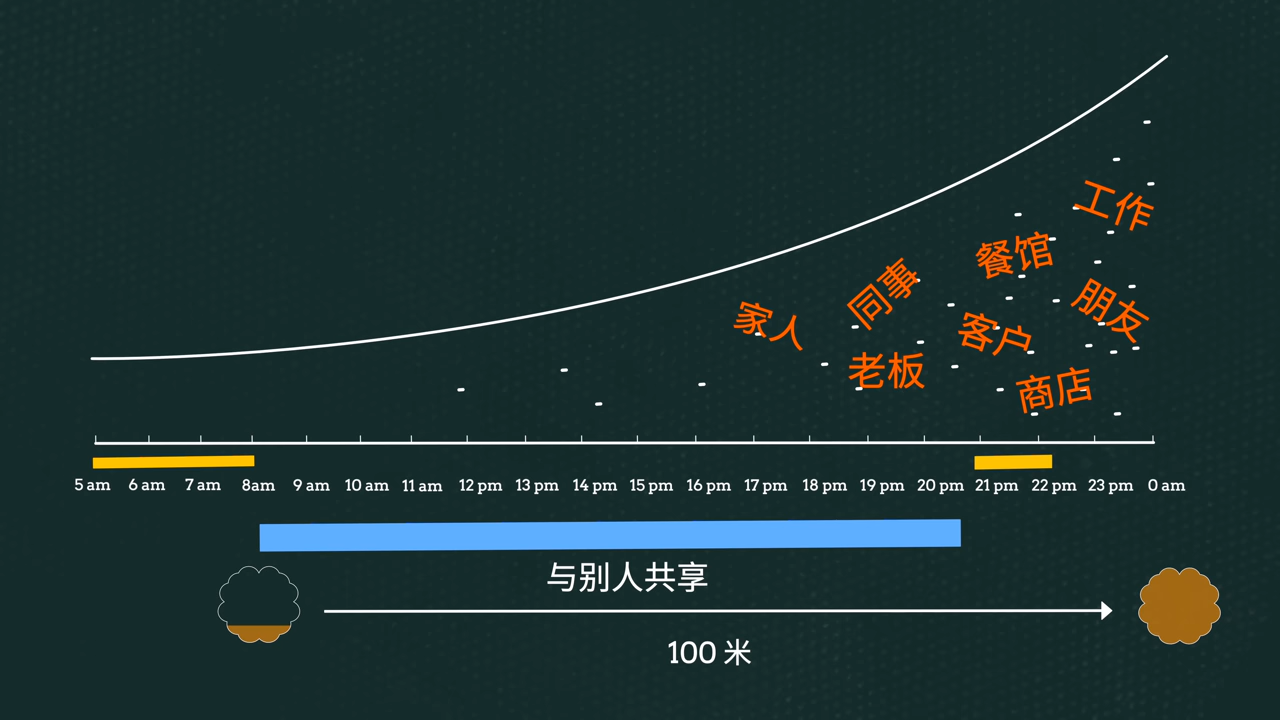 工作
餐馆
同事
朋友
家人
客户
老板
商店
5 am 6 am 7 am 8am 9 am 10 am 11 am 12 pm 13 pm 14 pm 15 pm 16 pm 17 pm 18 pm 19 pm 20 pm 21 pm 22 pm 23 pm 0 am
与别人共享
100 米